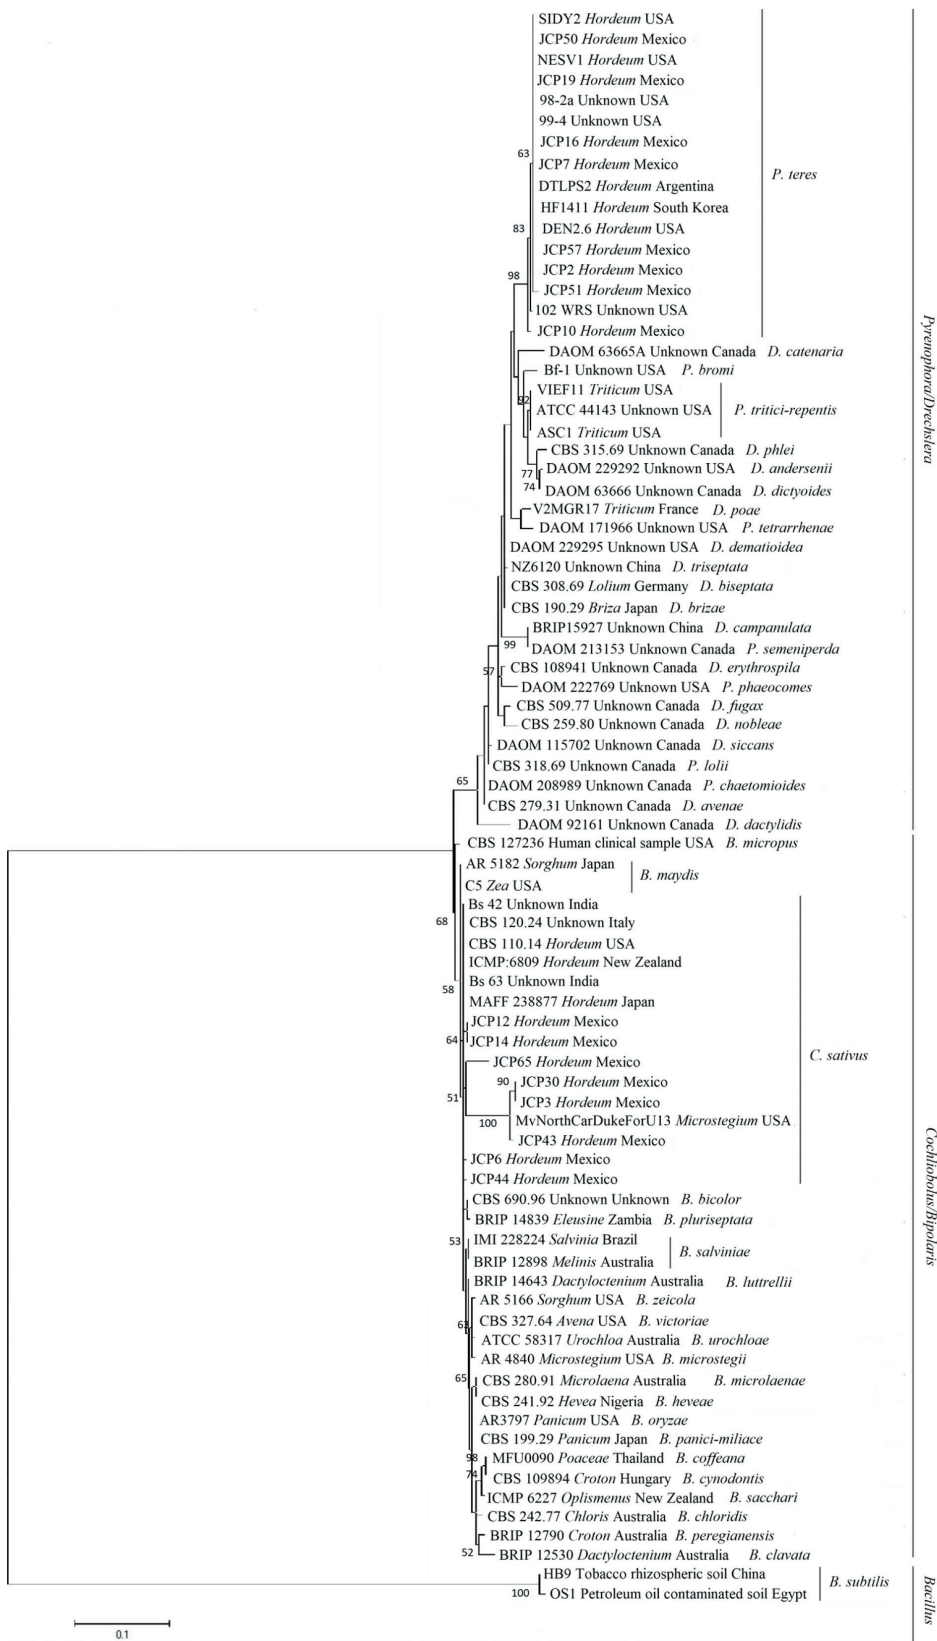 SIDY2 Hordeum USA
JCP50 Hordeum Mexico
NESV1 Hordeum USA
JCP19 Hordeum Mexico
98-2a Unknown USA
99-4 Unknown USA
JCP16 Hordeum Mexico
63
JCP7 Hordeum Mexico
P. teres
DTLPS2 Hordeum Argentina
HF1411 Hordeum South Korea
83
DEN2.6 Hordeum USA
JCP57 Hordeum Mexico
JCP2 Hordeum Mexico
98
JCP51 Hordeum Mexico
102 WRS Unknown USA
JCP10 Hordeum Mexico
DAOM 63665A Unknown Canada D. catenaria
Bf-1 Unknown USA P. bromi
VIEF11 Triticum USA
92
ATCC 44143 Unknown USA P. tritici-repentis
ASC1 Triticum USA
CBS 315.69 Unknown Canada D. phlei
77
DAOM 229292 Unknown USA D. andersenii
74
DAOM 63666 Unknown Canada D. dictyoides
V2MGR17 Triticum France D. poae
DAOM 171966 Unknown USA P. tetrarrhenae
DAOM 229295 Unknown USA D. dematioidea
NZ6120 Unknown China D. triseptata
CBS 308.69 Lolium Germany D. biseptata
CBS 190.29 Briza Japan D. brizae
BRIP15927 Unknown China D. campanulata
99
DAOM 213153 Unknown Canada P. semeniperda
57
CBS 108941 Unknown Canada D. erythrospila
DAOM 222769 Unknown USA P. phaeocomes
CBS 509.77 Unknown Canada D. fugax
CBS 259.80 Unknown Canada D. nobleae
DAOM 115702 Unknown Canada D. siccans
CBS 318.69 Unknown Canada P. lolii
65
DAOM 208989 Unknown Canada P. chaetomioides
CBS 279.31 Unknown Canada D. avenae
DAOM 92161 Unknown Canada D. dactylidis
Pyrenophora/Drechslera
CBS 127236 Human clinical sample USA B. micropus
AR 5182 Sorghum Japan
B. maydis
C5 Zea USA
Bs 42 Unknown India
68
CBS 120.24 Unknown Italy
CBS 110.14 Hordeum USA
ICMP:6809 Hordeum New Zealand
58
Bs 63 Unknown India
MAFF 238877 Hordeum Japan
JCP12 Hordeum Mexico
64
JCP14 Hordeum Mexico
C. sativus
JCP65 Hordeum Mexico
90
JCP30 Hordeum Mexico
51
JCP3 Hordeum Mexico
100
MvNorthCarDukeForU13 Microstegium USA
JCP43 Hordeum Mexico
JCP6 Hordeum Mexico
JCP44 Hordeum Mexico
CBS 690.96 Unknown Unknown B. bicolor
BRIP 14839 Eleusine Zambia B. pluriseptata
53
IMI 228224 Salvinia Brazil
B. salviniae
BRIP 12898 Melinis Australia
BRIP 14643 Dactyloctenium Australia B. luttrellii
AR 5166 Sorghum USA B. zeicola
CBS 327.64 Avena USA B. victoriae
ATCC 58317 Urochloa Australia B. urochloae
AR 4840 Microstegium USA B. microstegii
65
CBS 280.91 Microlaena Australia B. microlaenae
CBS 241.92 Hevea Nigeria B. heveae
AR3797 Panicum USA B. oryzae
CBS 199.29 Panicum Japan B. panici-miliace
98
MFU0090 Poaceae Thailand B. coffeana
74
CBS 109894 Croton Hungary B. cynodontis
ICMP 6227 Oplismenus New Zealand B. sacchari
CBS 242.77 Chloris Australia B. chloridis
BRIP 12790 Croton Australia B. peregianensis
52
BRIP 12530 Dactyloctenium Australia B. clavata
Cochliobolus/Bipolaris
HB9 Tobacco rhizospheric soil China
B. subtilis
100
OS1 Petroleum oil contaminated soil Egypt
Bacillus
0.1